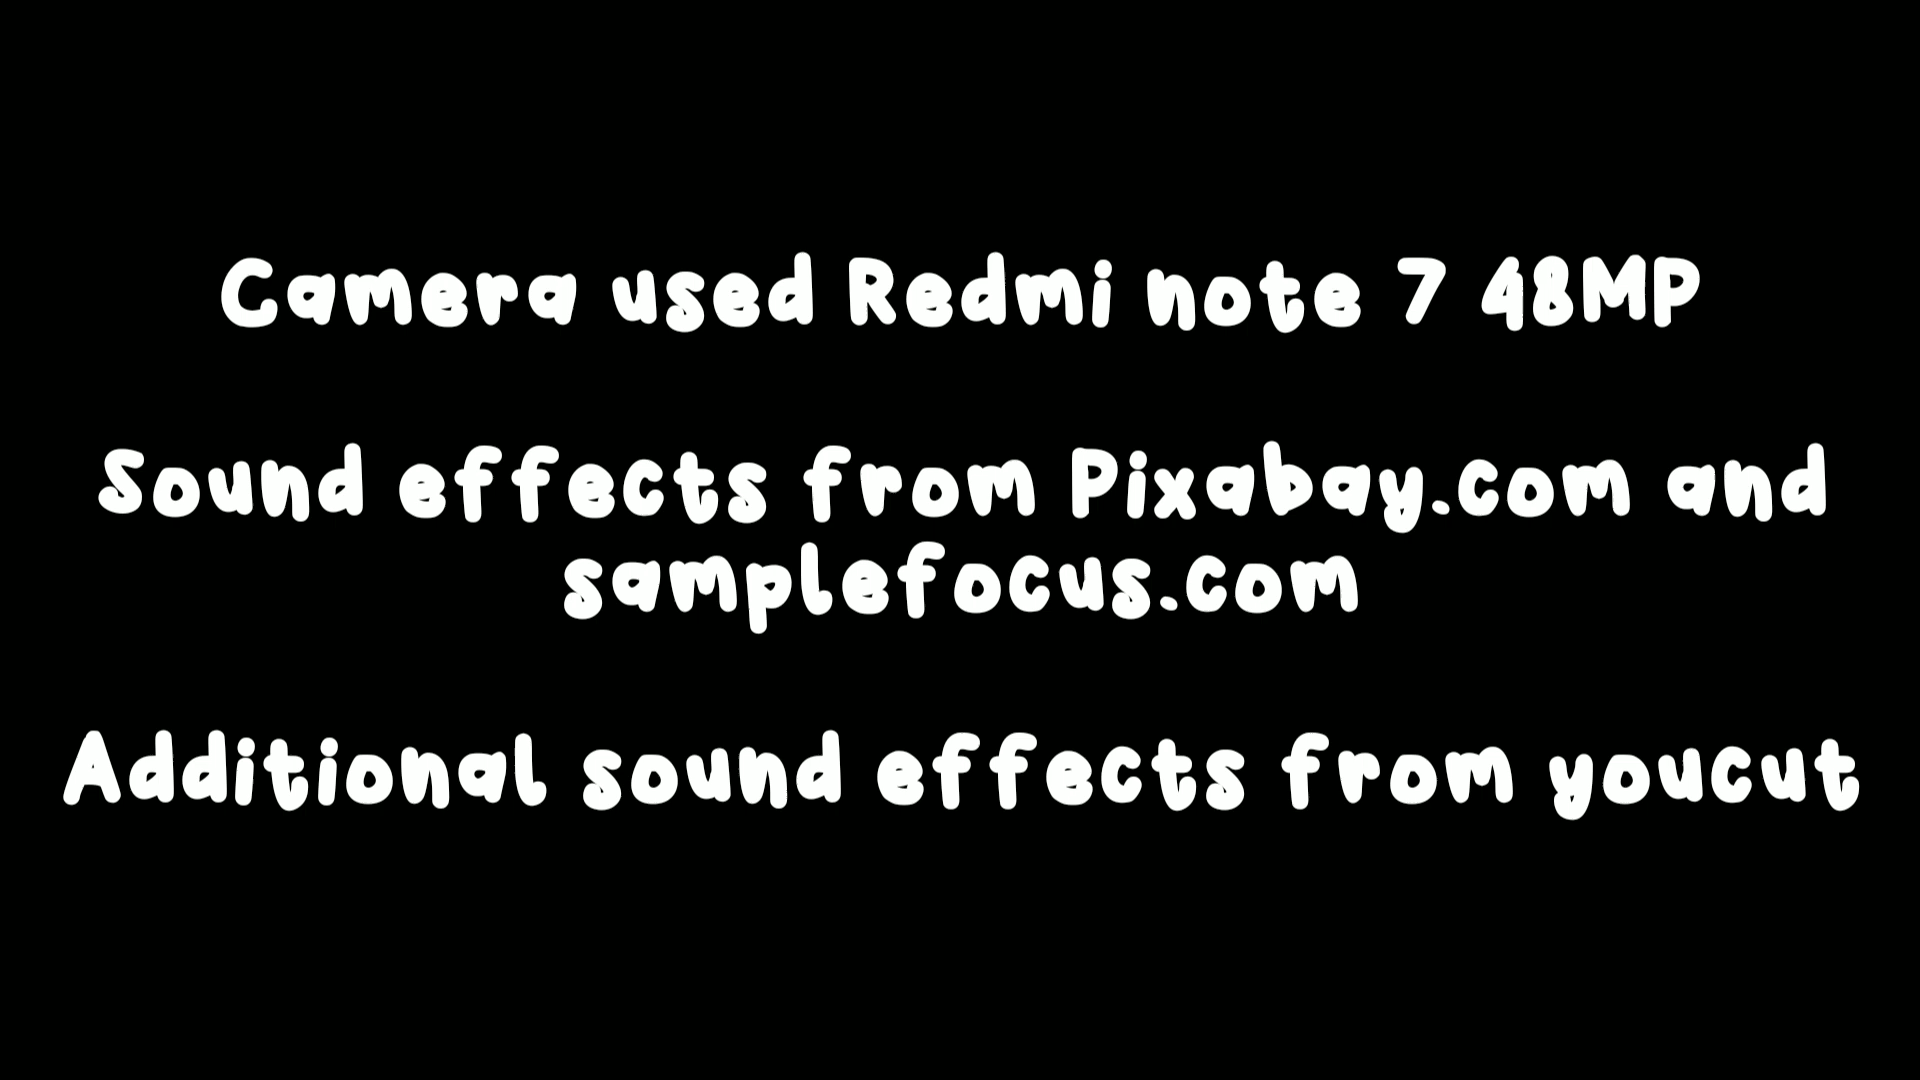 Camera used Redmi note 7 48MP
Sound effects from Pixabay.com and
samplefocus.com
Additional sound effects from youcut